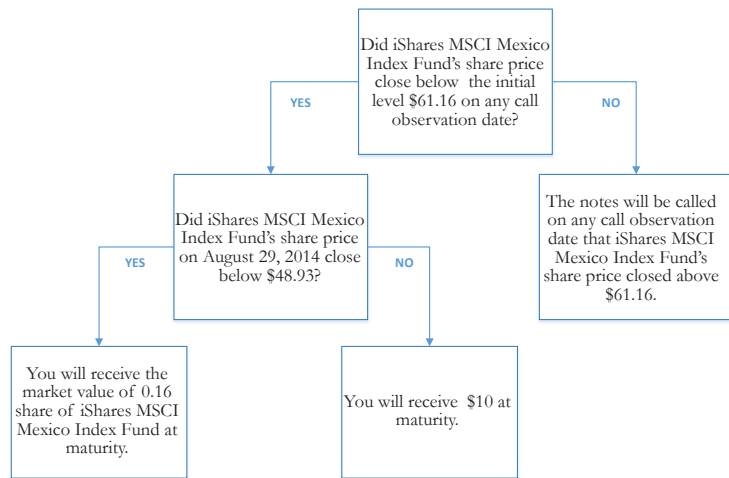 Did iShares MSCI Mexico
Index Fund's share price
close below the initial
level $61.16 on any call
observation date?
YES
NO
Did iShares MSCI Mexico
Index Fund's share price
on August 29, 2014 close
below $48.93?
The notes will be called
on any call observation
date that iShares MSCI
Mexico Index Fund's
share price closed above
$61.16.
YES
NO
You will receive the
market value of 0.16
share of iShares MSCI
Mexico Index Fund at
maturity.
You will receive $10 at
maturity.